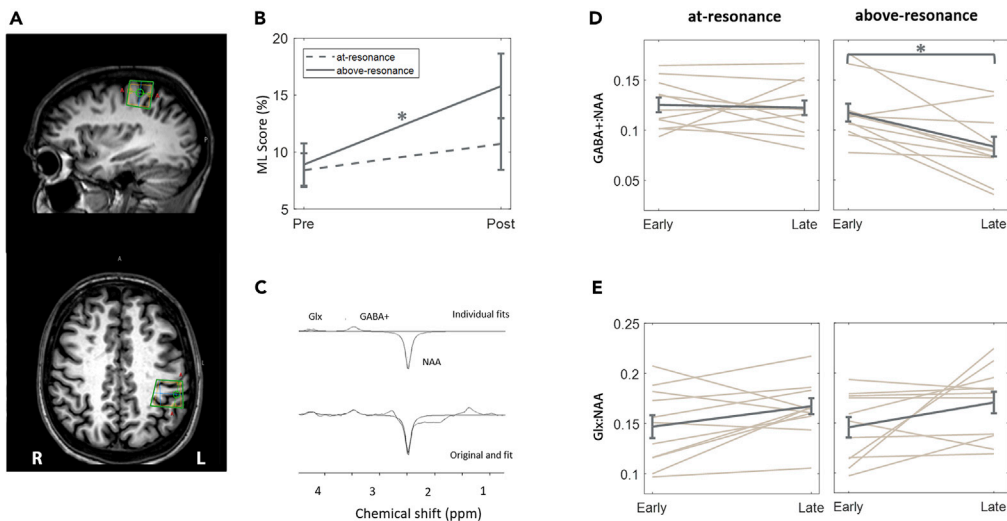 A
P
A
R
L
B
ML Score (%)
20
15
10
5
at-resonance
above-resonance
*
Pre
Post
C
Glx
GABA+
Individual fits
NAA
Original and fit
4
3
2
1
Chemical shift (ppm)
D
at-resonance
above-resonance
GABA+:NAA
0.15
0.1
0.05
*
Early
Late
Early
Late
E
Glx:NAA
0.25
0.2
0.15
0.1
Early
Late
Early
Late